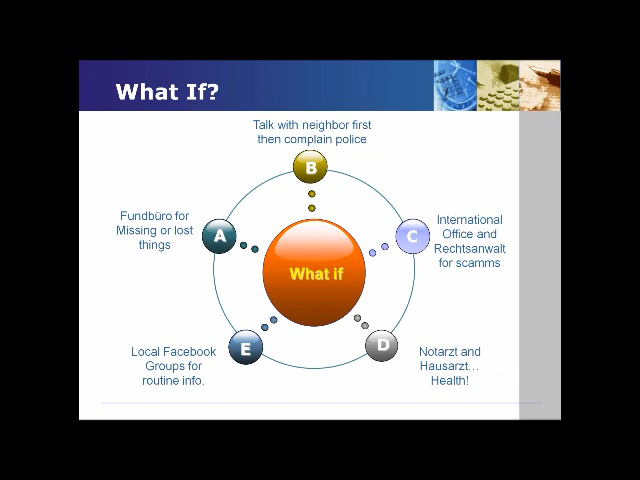 What If?
Talk with neighbor first
then complain police
B
Fundbüro for
Missing or lost
things
A
C
International
Office and
Rechtsanwalt
for scamms
What if
E
D
Local Facebook
Groups for
routine info.
Notarzt and
Hausarzt…
Health!